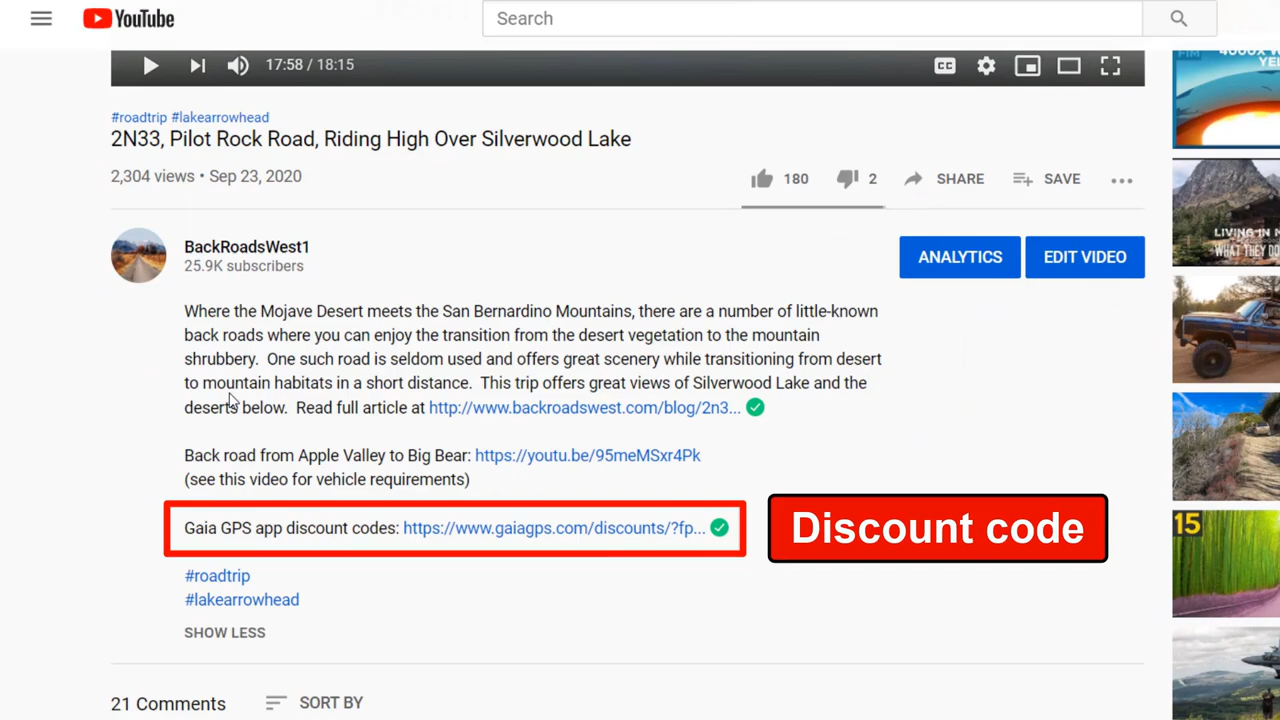 YouTube
Search
17:58 / 18:15
CC
#roadtrip #lakearrowhead
2N33, Pilot Rock Road, Riding High Over Silverwood Lake
2,304 views • Sep 23, 2020
180
2
SHARE
SAVE
BackRoadsWest1
25.9K subscribers
ANALYTICS
EDIT VIDEO
Where the Mojave Desert meets the San Bernardino Mountains, there are a number of little-known
back roads where you can enjoy the transition from the desert vegetation to the mountain
shrubbery. One such road is seldom used and offers great scenery while transitioning from desert
to mountain habitats in a short distance. This trip offers great views of Silverwood Lake and the
deserts below. Read full article at http://www.backroadswest.com/blog/2n3...
Back road from Apple Valley to Big Bear: https://youtu.be/95meMSxr4Pk
(see this video for vehicle requirements)
Gaia GPS app discount codes: https://www.gaiagps.com/discounts/?fp...
Discount code
#roadtrip
#lakearrowhead
SHOW LESS
21 Comments
SORT BY
LIVING IN
WHAT THEY DO
15